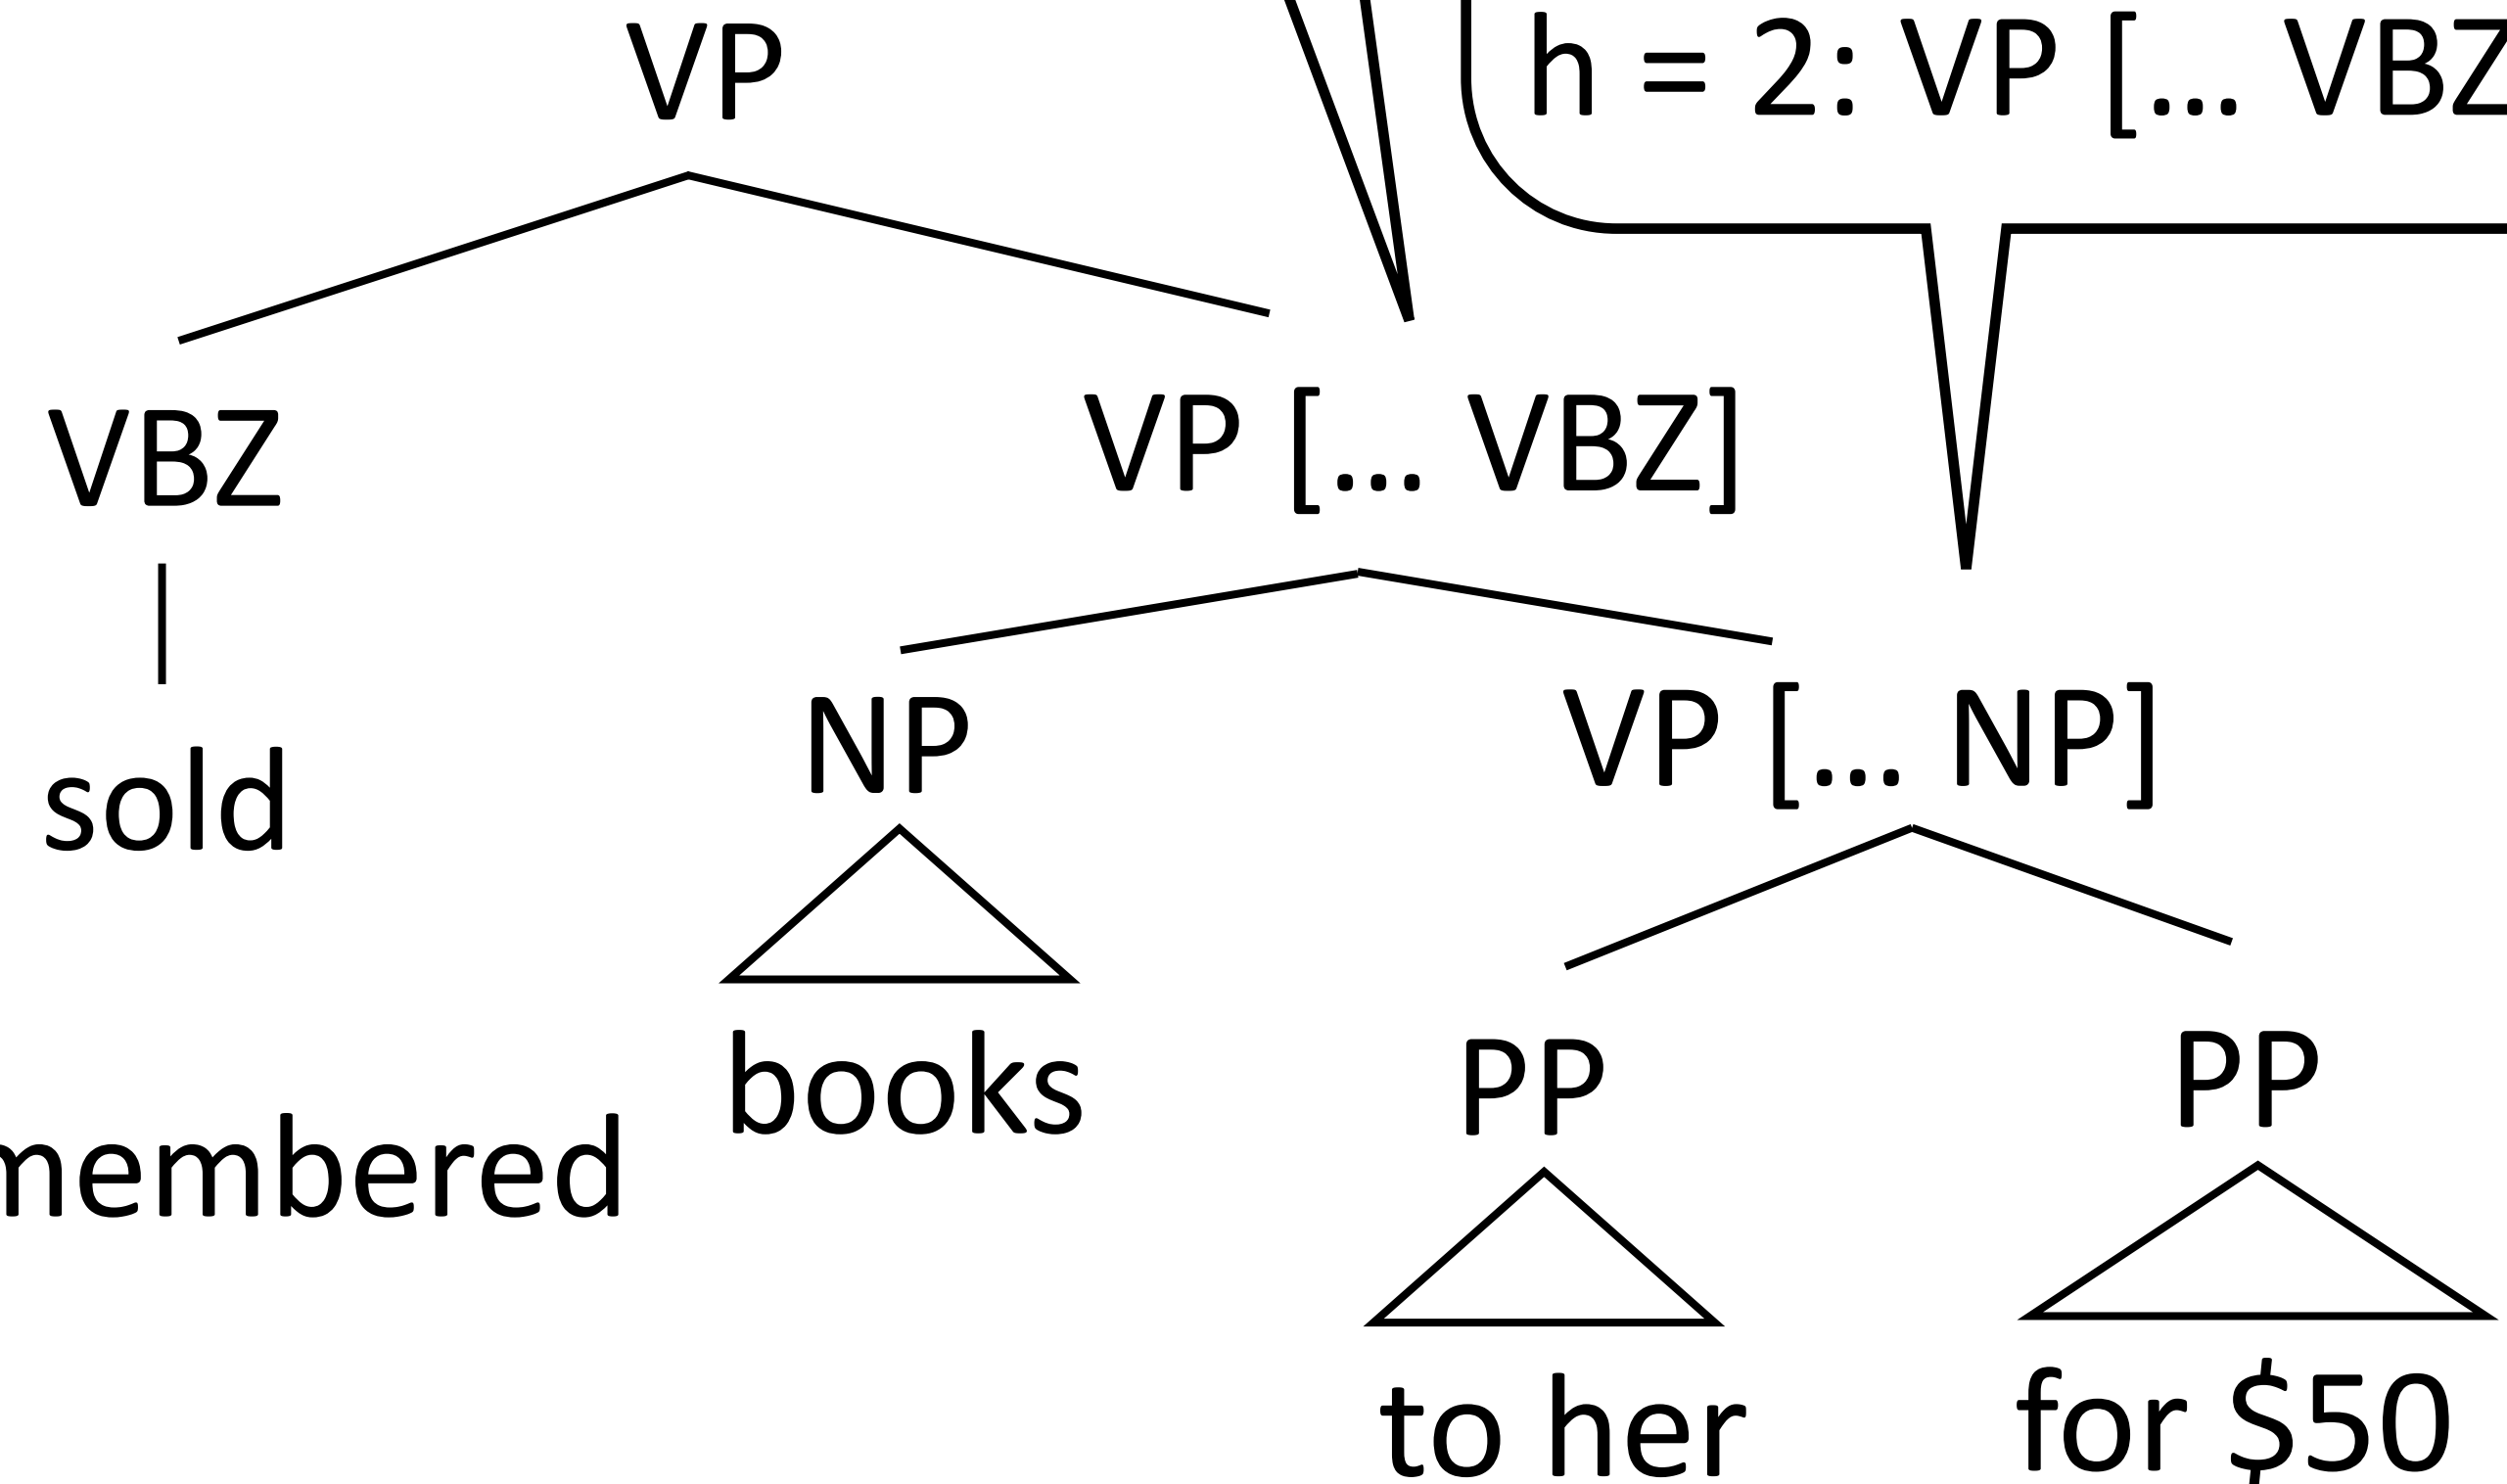 VP
h = 2: VP [... VBZ
VBZ
VP [... VBZ]
sold
NP
VP [... NP]
books
PP
PP
membered
to her
for $50